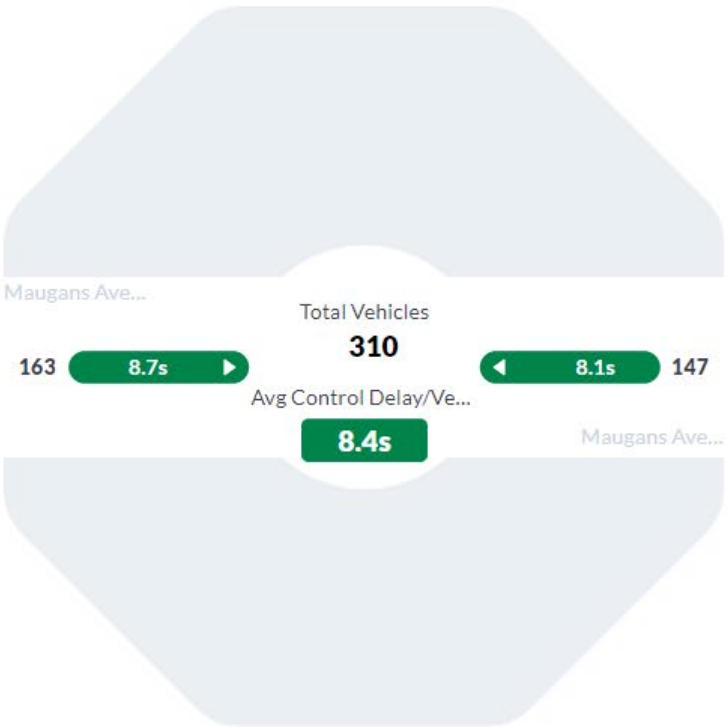 Maugans Ave...
Total Vehicles
310
163 8.7s 8.1s 147
Avg Control Delay/Ve...
8.4s
Maugans Ave...